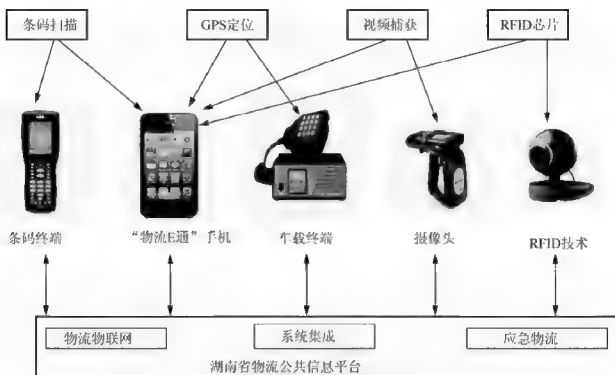 条码扫描
GPS定位
视频捕获
RFID芯片
条码终端
“物流E通”手机
车载终端
摄像头
RFID技术
物流物联网
系统集成
应急物流
湖南省物流公共信息平台